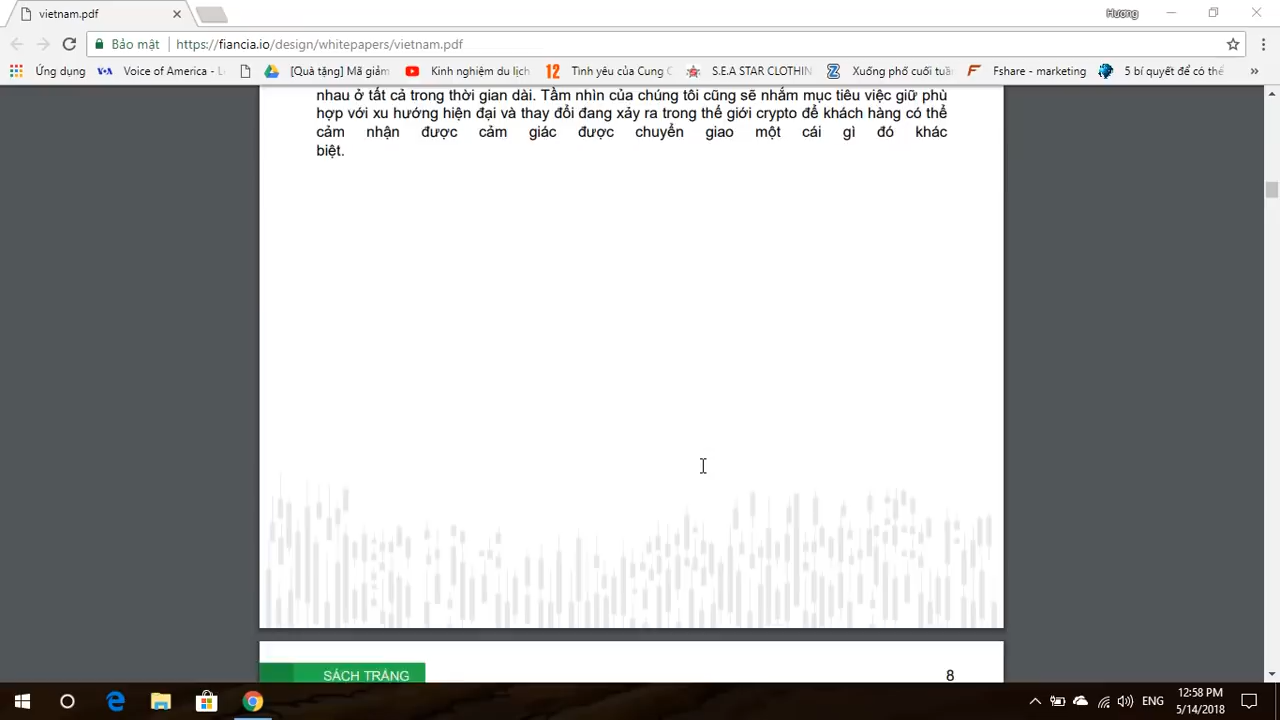 vietnam.pdf
Hương
Bảo mật
https://fiancia.io/design/whitepapers/vietnam.pdf
Ứng dụng
VOA
Voice of America - L
[Quà tặng] Mã giảm
Kinh nghiệm du lịch
12
Tình yêu của Cung
S.E.A STAR CLOTHIN
Z
Xuống phố cuối tuần
F
Fshare - marketing
5 bí quyết để có thể
nhau ở tất cả trong thời gian dài. Tầm nhìn của chúng tôi cũng sẽ nhắm mục tiêu việc giữ phù
hợp với xu hướng hiện đại và thay đổi đang xảy ra trong thế giới crypto để khách hàng có thể
cảm nhận được cảm giác được chuyển giao một cái gì đó khác
biệt.
SÁCH TRẮNG
8
ENG
12:58 PM
5/14/2018